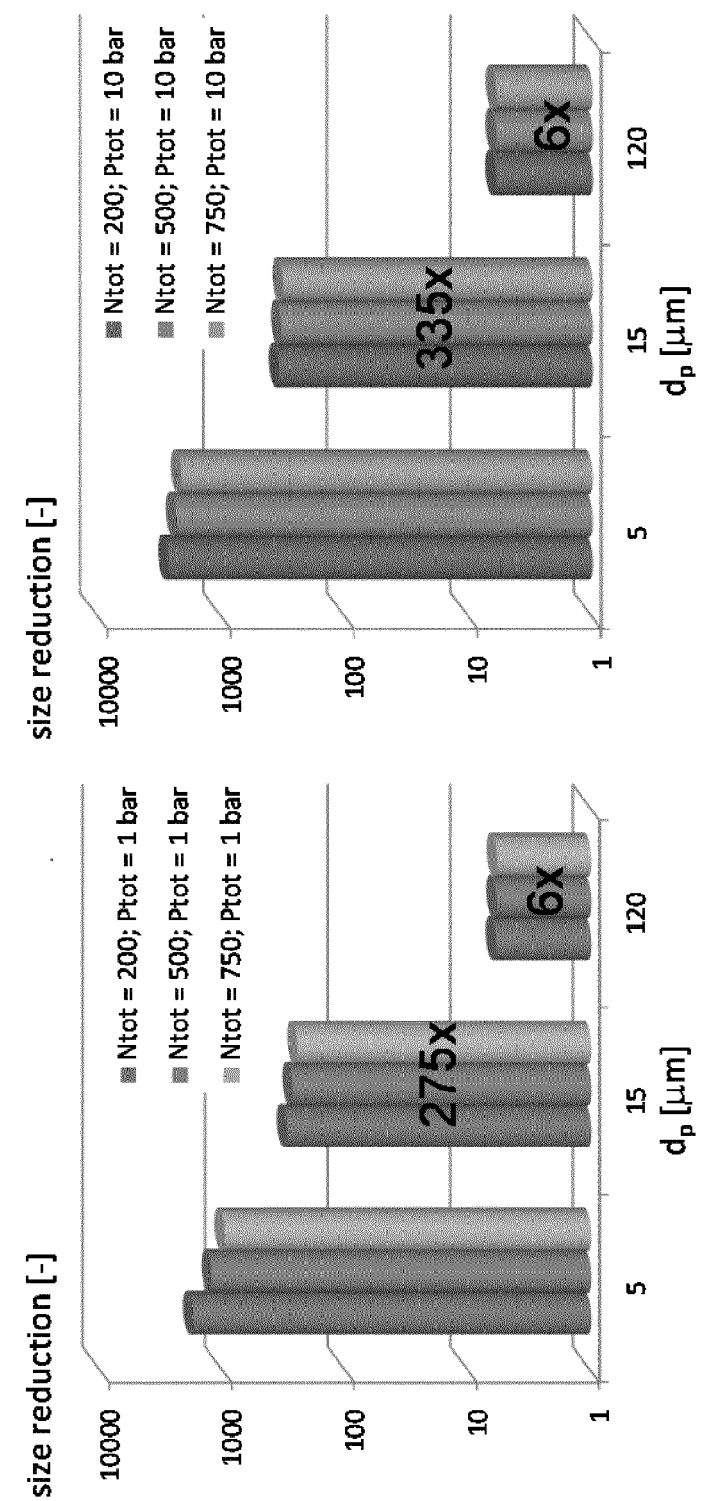 size reduction [-]
10000
1000
100
10
1
Ntot = 200; Ptot = 1 bar
Ntot = 500; Ptot = 1 bar
Ntot = 750; Ptot = 1 bar
275x
6x
5
15
120
dp [µm]
size reduction [-]
10000
1000
100
10
1
Ntot = 200; Ptot = 10 bar
Ntot = 500; Ptot = 10 bar
Ntot = 750; Ptot = 10 bar
335x
6x
5
15
120
dp [µm]